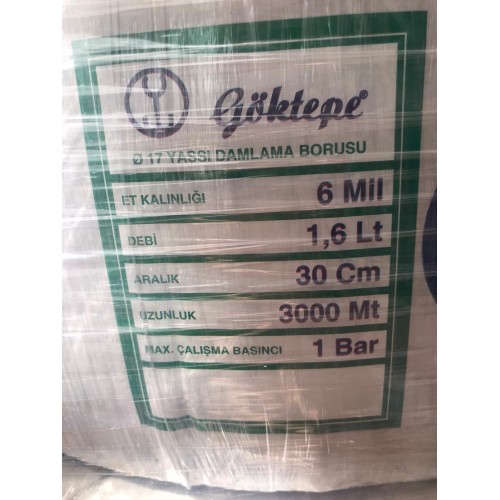 Göktepe
Ø 17 YASSI DAMLAMA BORUSU
ET KALINLIĞI 6 Mil
DEBİ 1,6 Lt
ARALIK 30 Cm
UZUNLUK 3000 Mt
MAX. ÇALIŞMA BASINCI 1 Bar